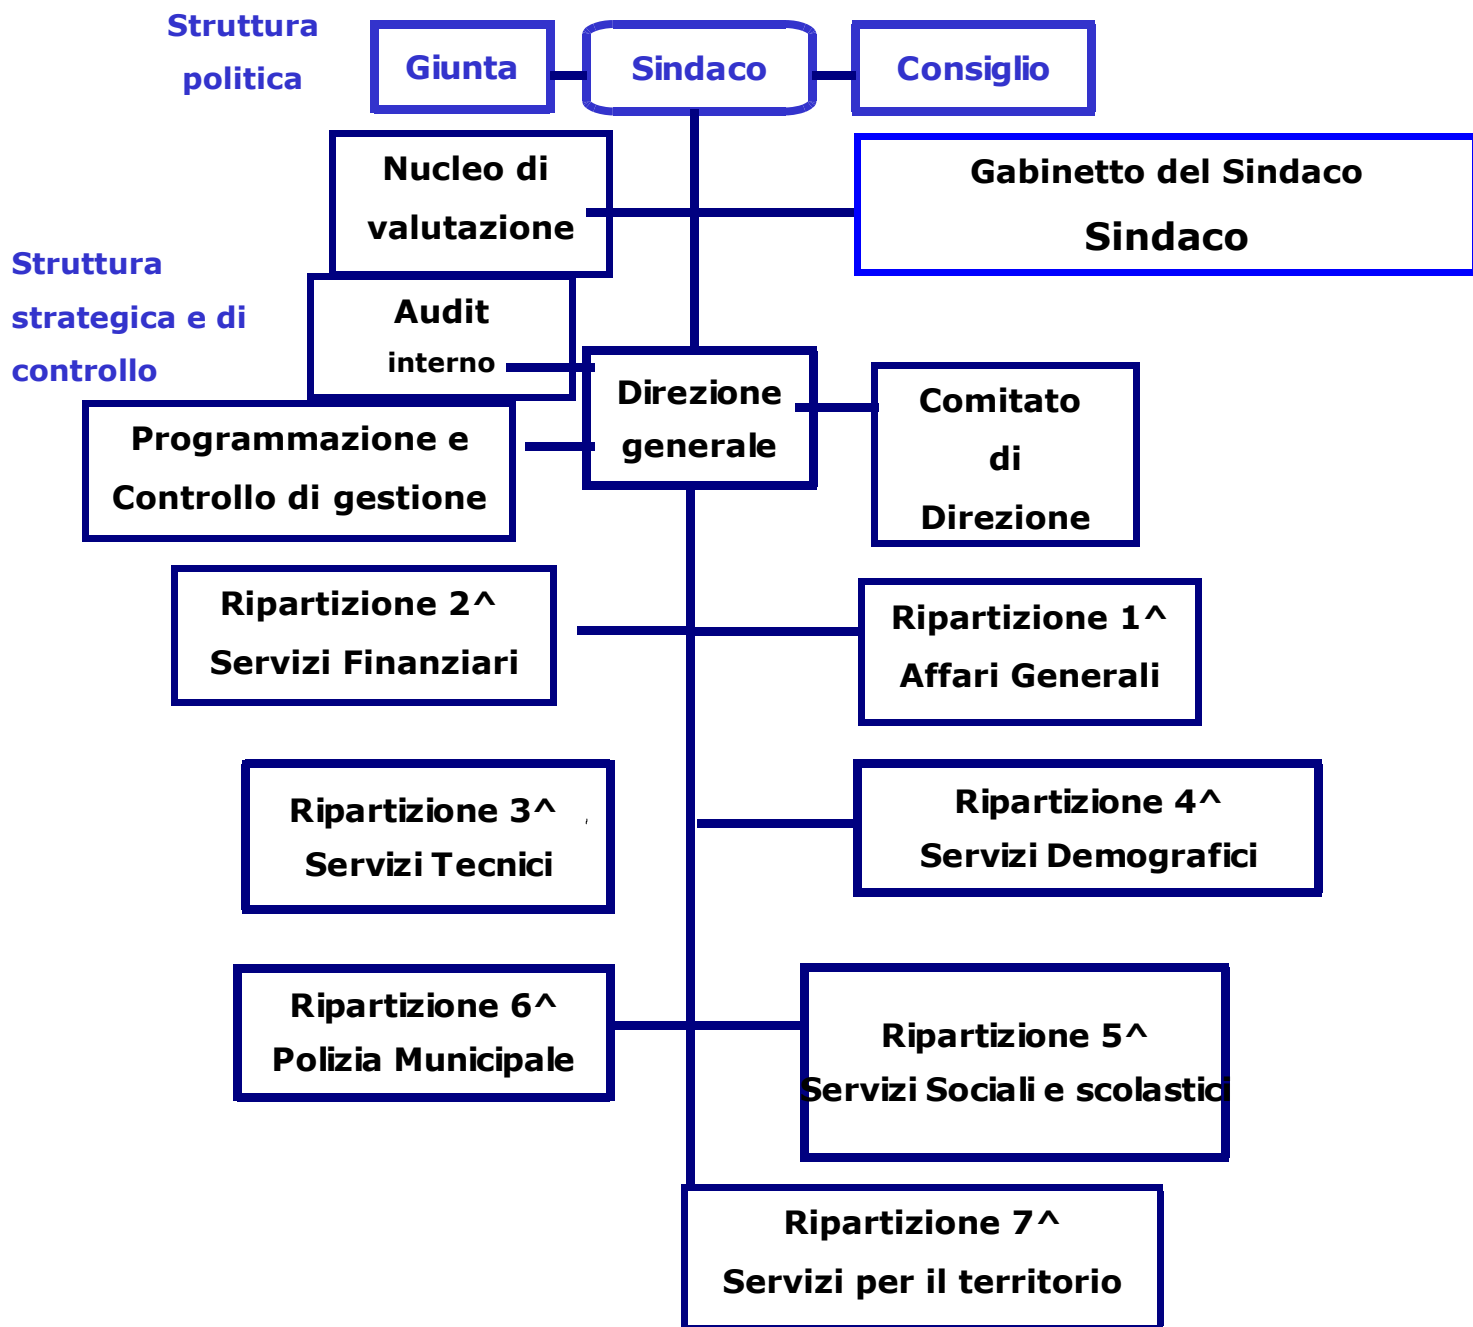 Struttura
politica
Giunta
Sindaco
Consiglio
Nucleo di
valutazione
Gabinetto del Sindaco
Sindaco
Struttura
strategica e di
controllo
Audit
interno
Direzione
generale
Comitato
di
Direzione
Programmazione e
Controllo di gestione
Ripartizione 2^
Servizi Finanziari
Ripartizione 1^
Affari Generali
Ripartizione 3^
Servizi Tecnici
Ripartizione 4^
Servizi Demografici
Ripartizione 6^
Polizia Municipale
Ripartizione 5^
Servizi Sociali e scolastici
Ripartizione 7^
Servizi per il territorio